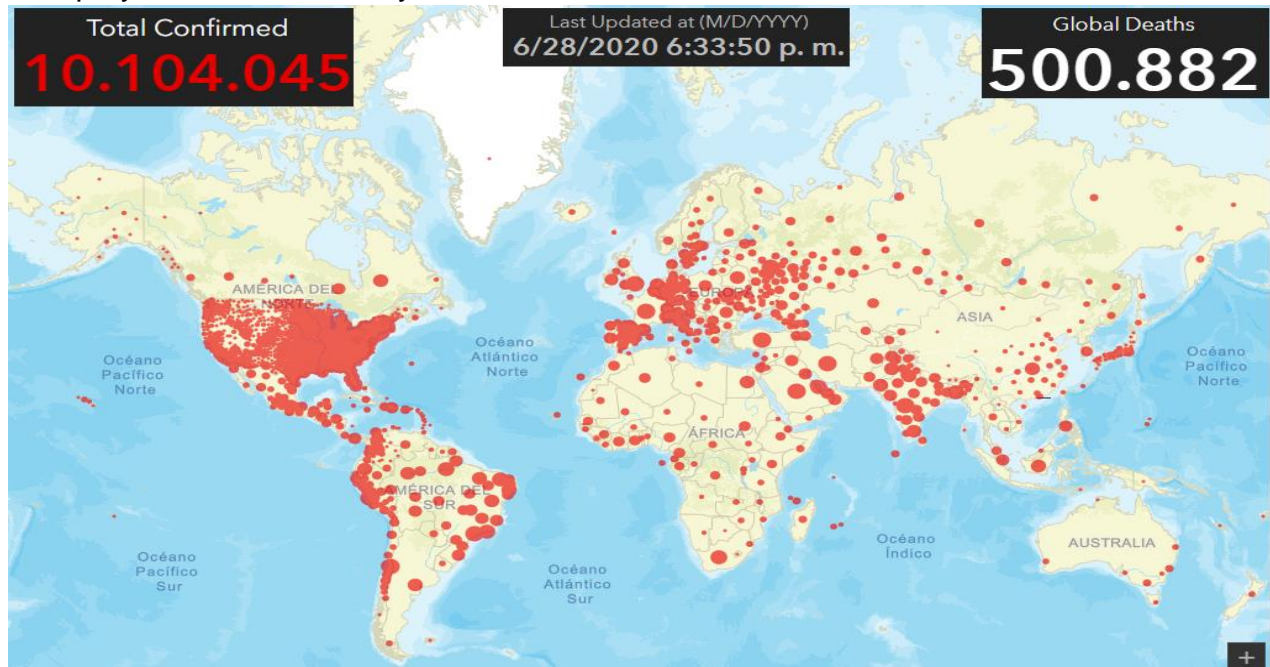 Total Confirmed
10.104.045
Last Updated at (M/D/YYYY)
6/28/2020 6:33:50 p. m.
Global Deaths
500.882
AMÉRICA DEL
NORTE
EUROPA
ASIA
Océano
Pacífico
Norte
Océano
Atlántico
Norte
Océano
Pacífico
Norte
ÁFRICA
AMÉRICA DEL
SUR
Océano
Índico
AUSTRALIA
Océano
Pacífico
Sur
Océano
Atlántico
Sur
+